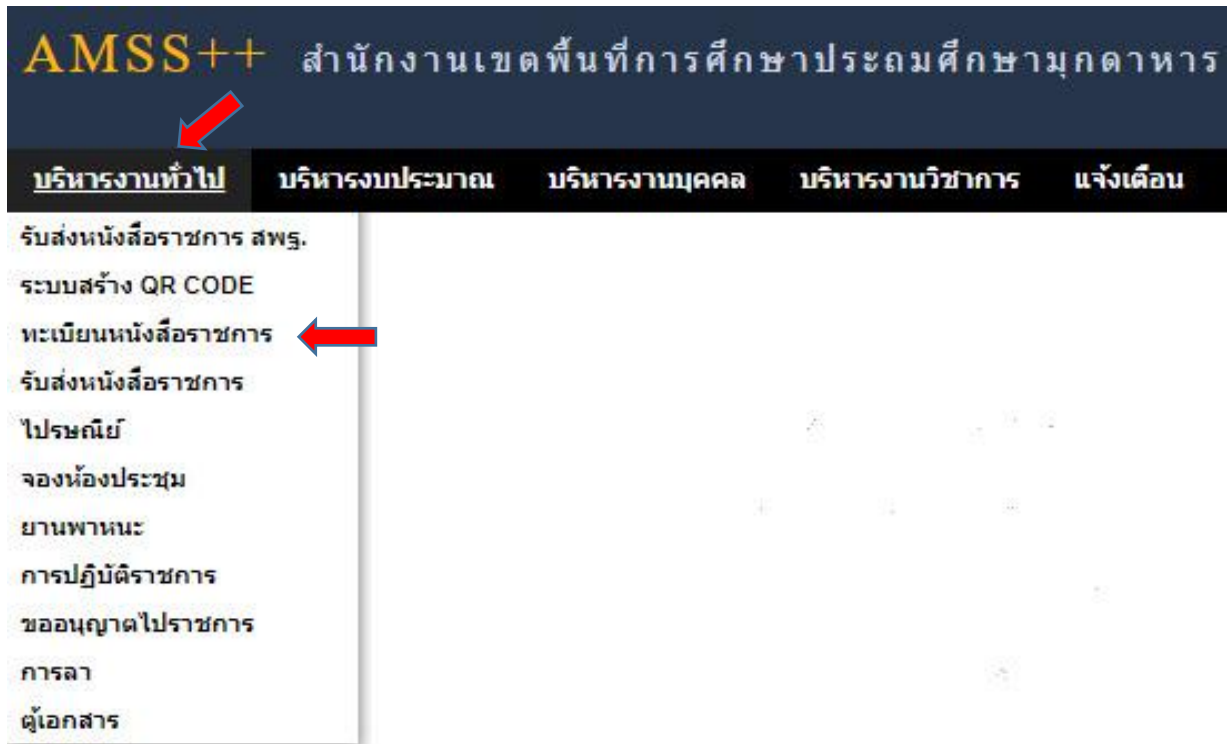 AMSS++ สำนักงานเขตพื้นที่การศึกษาประถมศึกษามุกดาหาร
บริหารงานทั่วไป บริหารงบประมาณ บริหารงานบุคคล บริหารงานวิชาการ แจ้งเตือน
รับส่งหนังสือราชการ สพฐ.
ระบบสร้าง QR CODE
ทะเบียนหนังสือราชการ
รับส่งหนังสือราชการ
ไปรษณีย์
จองห้องประชุม
ยานพาหนะ
การปฏิบัติราชการ
ขออนุญาตไปราชการ
การลา
ตู้เอกสาร